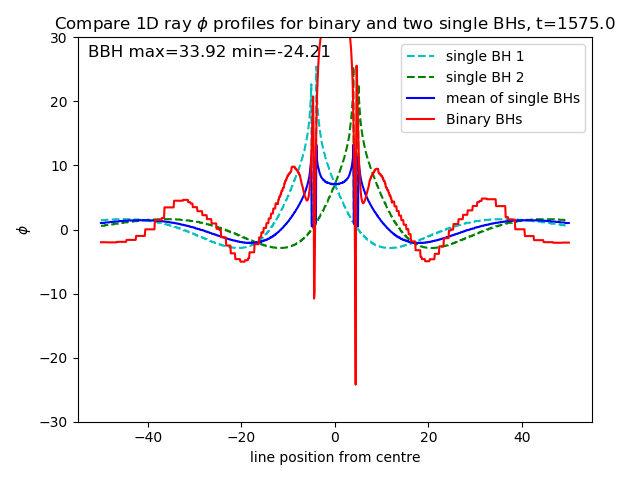 Compare 1D ray ϕ profiles for binary and two single BHs, t=1575.0
BBH max=33.92 min=-24.21
single BH 1
single BH 2
mean of single BHs
Binary BHs
30
20
10
0
−10
−20
−30
ϕ
−40
−20
0
20
40
line position from centre